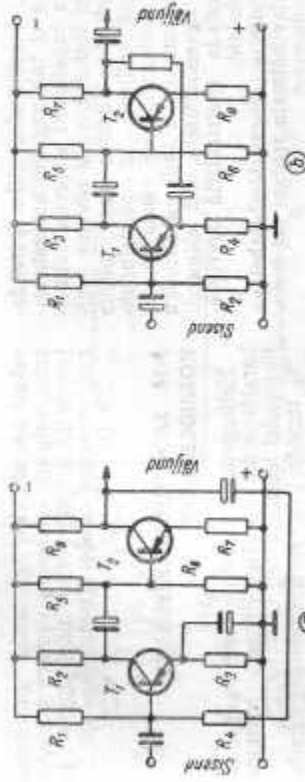 − −
R1 R2 R5 R8 R1 R3 R5 R7
Väljund Väljund
T1 T2 T1 T2
Sisend R4 R3 R6 R7 + Sisend R2 R4 R6 R8 +
b